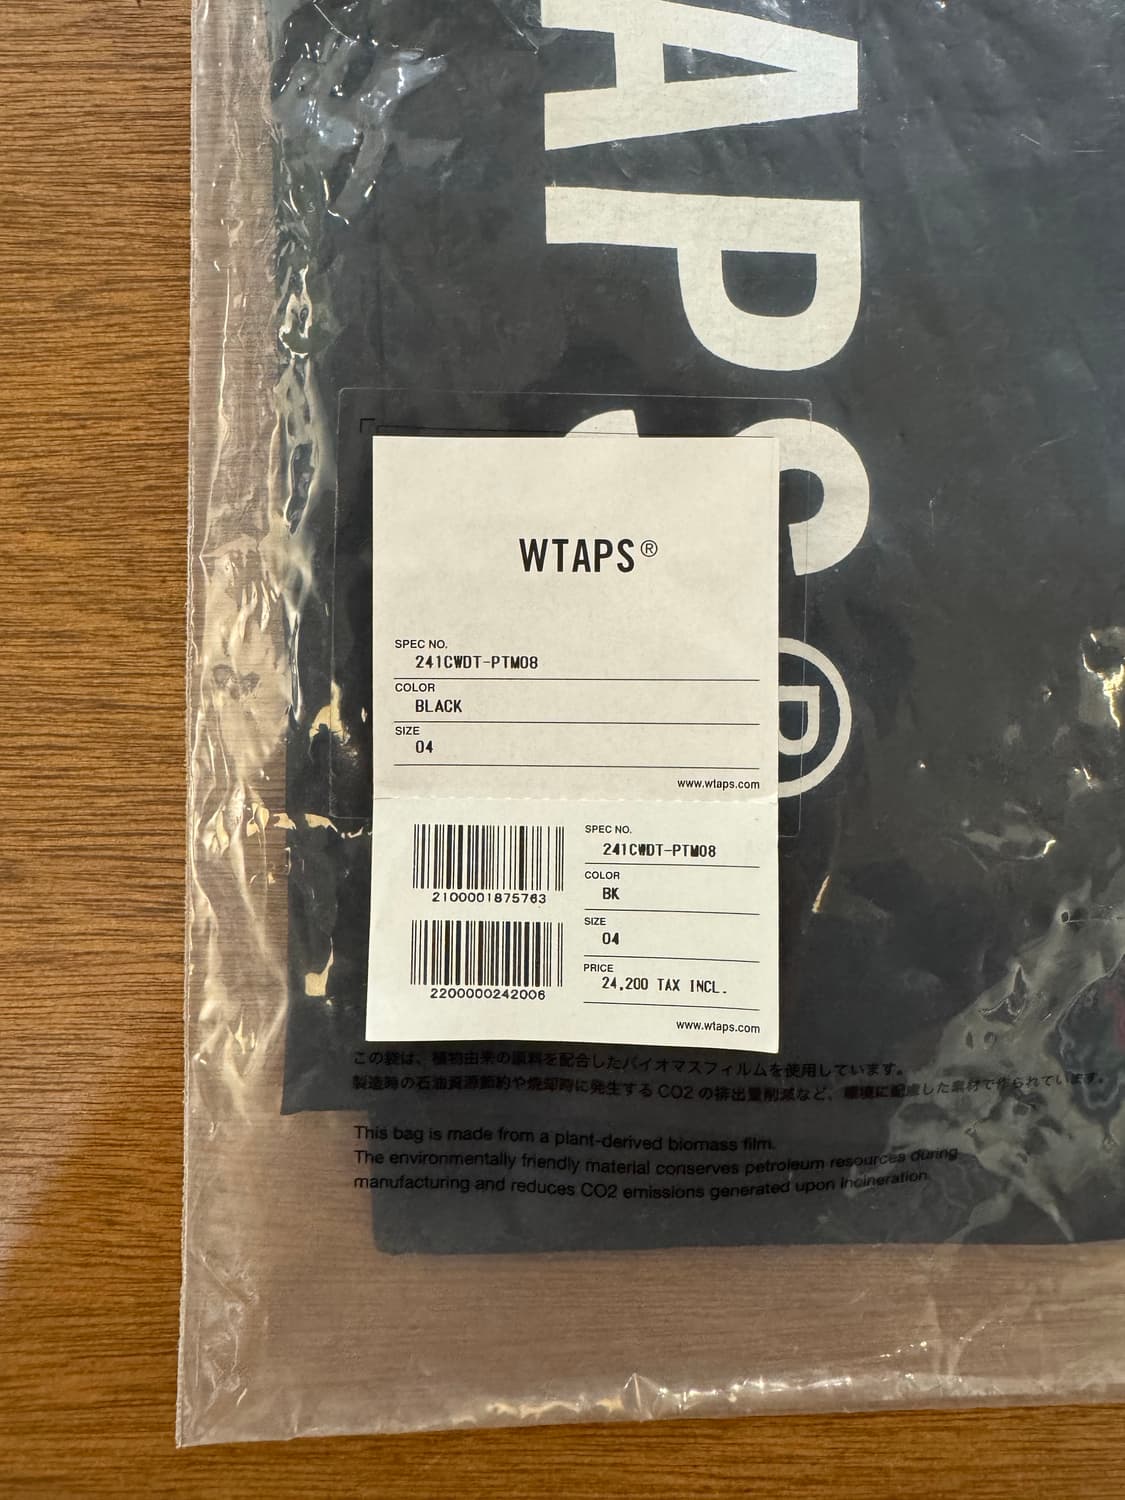 APS®
WTAPS®
SPEC NO.
241CWDT-PTM08
COLOR
BLACK
SIZE
04
www.wtaps.com
2100001875763
2200000242006
SPEC NO.
241CWDT-PTM08
COLOR
BK
SIZE
04
PRICE
24,200 TAX INCL.
www.wtaps.com
この袋は、植物由来の原料を配合したバイオマスフィルムを使用しています。
製造時の石油資源節約や焼却時に発生するCO2の排出量削減など、環境に配慮した素材で作られています。
This bag is made from a plant-derived biomass film.
The environmentally friendly material conserves petroleum resources during
manufacturing and reduces CO2 emissions generated upon incineration.